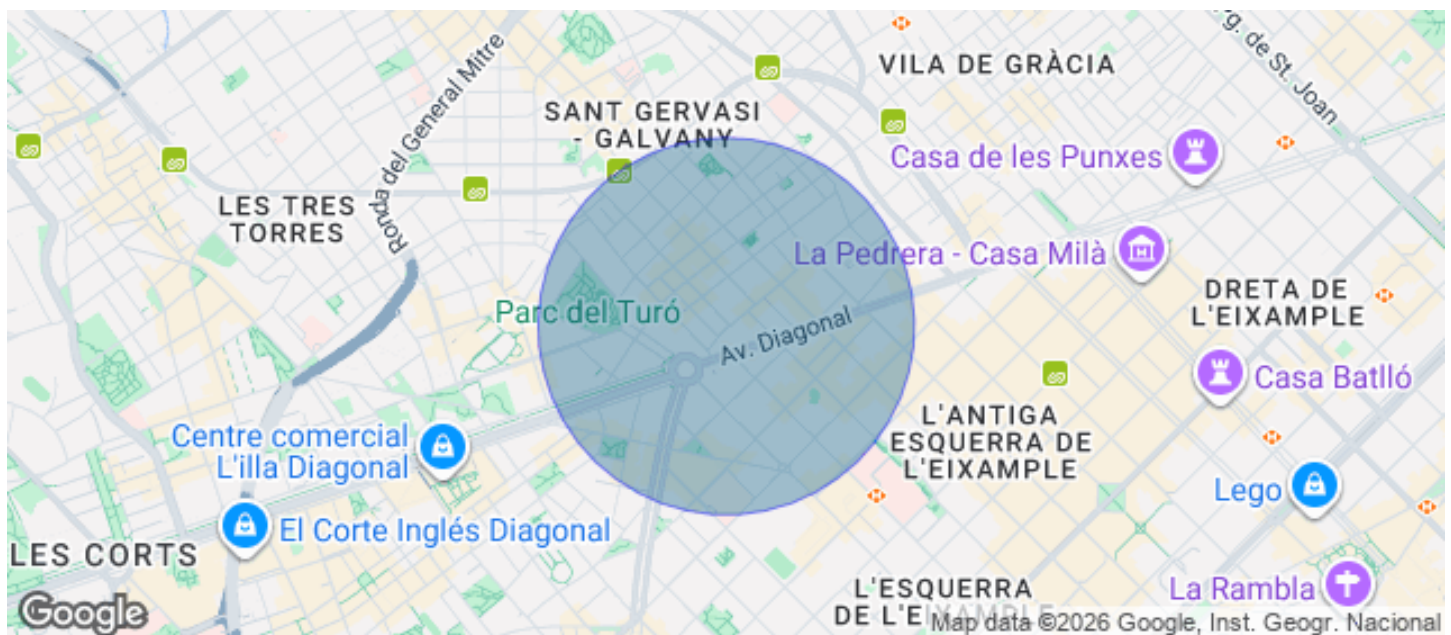 rg. de St. Joan
VILA DE GRÀCIA
SANT GERVASI
- GALVANY
Ronda del General Mitre
Casa de les Punxes
LES TRES
TORRES
La Pedrera - Casa Milà
DRETA DE
L'EIXAMPLE
Parc del Turó
Av. Diagonal
Casa Batlló
L'ANTIGA
ESQUERRA DE
L'EIXAMPLE
Centre comercial
L'illa Diagonal
Lego
El Corte Inglés Diagonal
LES CORTS
L'ESQUERRA
DE L'EIXAMPLE
La Rambla
Google
Map data ©2026 Google, Inst. Geogr. Nacional